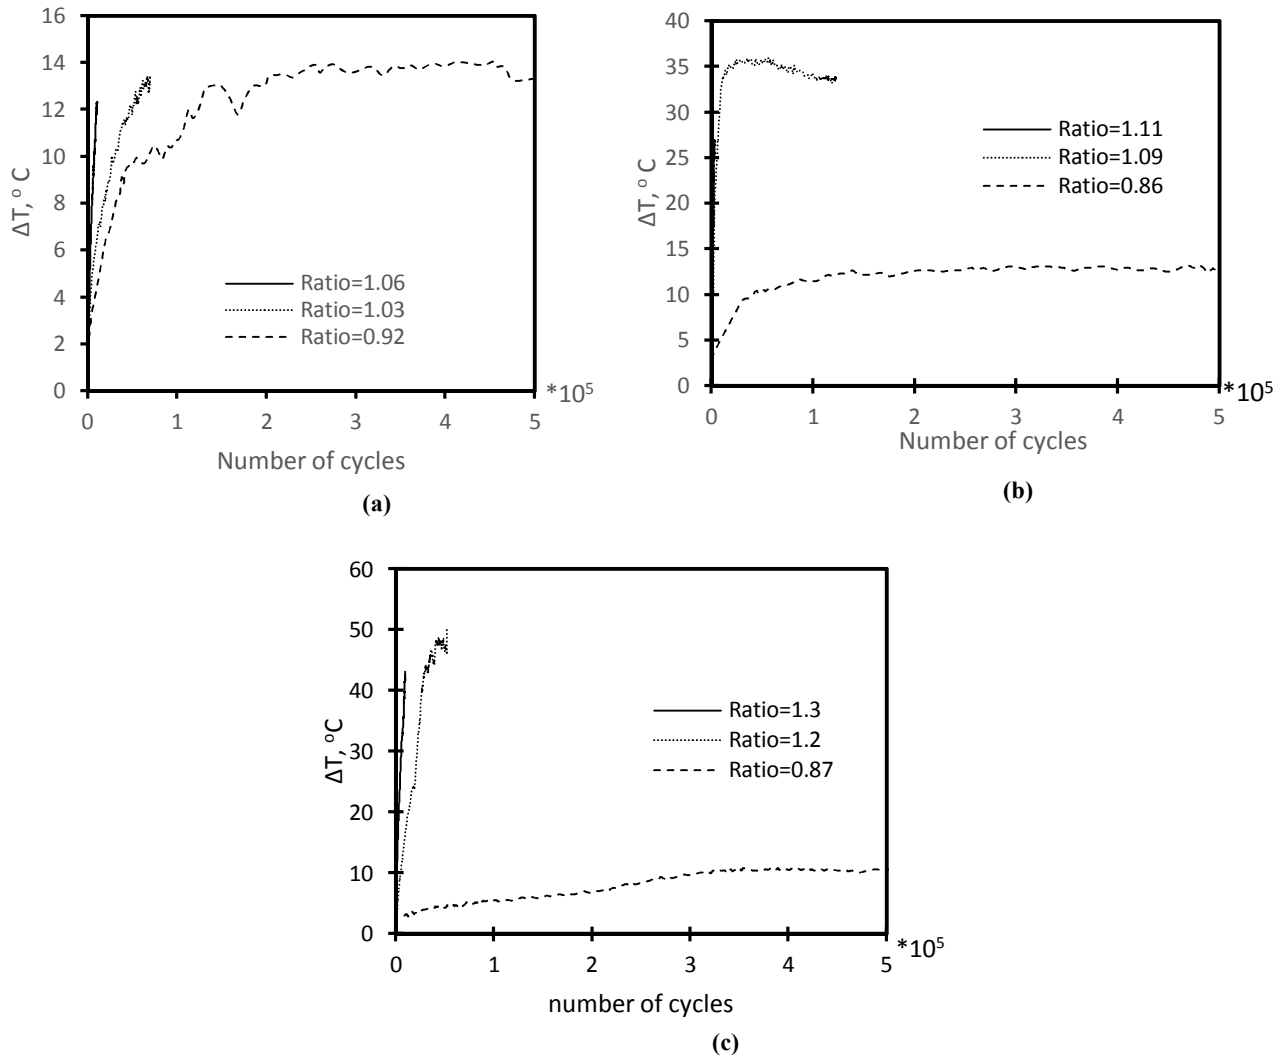 16
14
12
10
8
6
4
2
0
ΔT, ° C
Ratio=1.06
Ratio=1.03
Ratio=0.92
0 1 2 3 4 5
*10⁵
Number of cycles
(a)
40
35
30
25
20
15
10
5
0
ΔT, ° C
Ratio=1.11
Ratio=1.09
Ratio=0.86
0 1 2 3 4 5
*10⁵
Number of cycles
(b)
60
50
40
30
20
10
0
ΔT, °C
Ratio=1.3
Ratio=1.2
Ratio=0.87
0 1 2 3 4 5
*10⁵
number of cycles
(c)